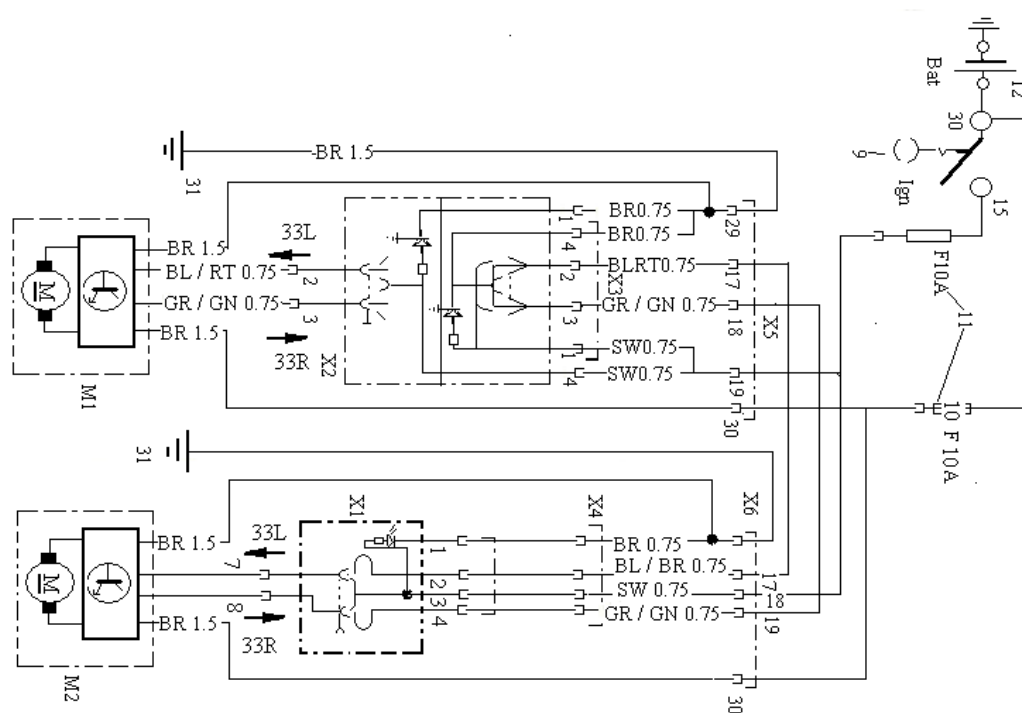 12
Bat
30
9
Ign
15
F10A
11
10 F 10A
31
-BR 1.5
BR 1.5
33L
BL / RT 0.75
2
GR / GN 0.75
3
BR 1.5
33R
M
M1
X2
1
BR0.75
4
BR0.75
29
2
BLRT0.75
17
X3
3
GR / GN 0.75
18
X5
1
SW0.75
4
SW0.75
19
30
31
X1
X4
X6
BR 1.5
33L
7
8
33R
BR 1.5
M
M2
1
2
3
4
BR 0.75
BL / BR 0.75
17
SW 0.75
18
GR / GN 0.75
19
30